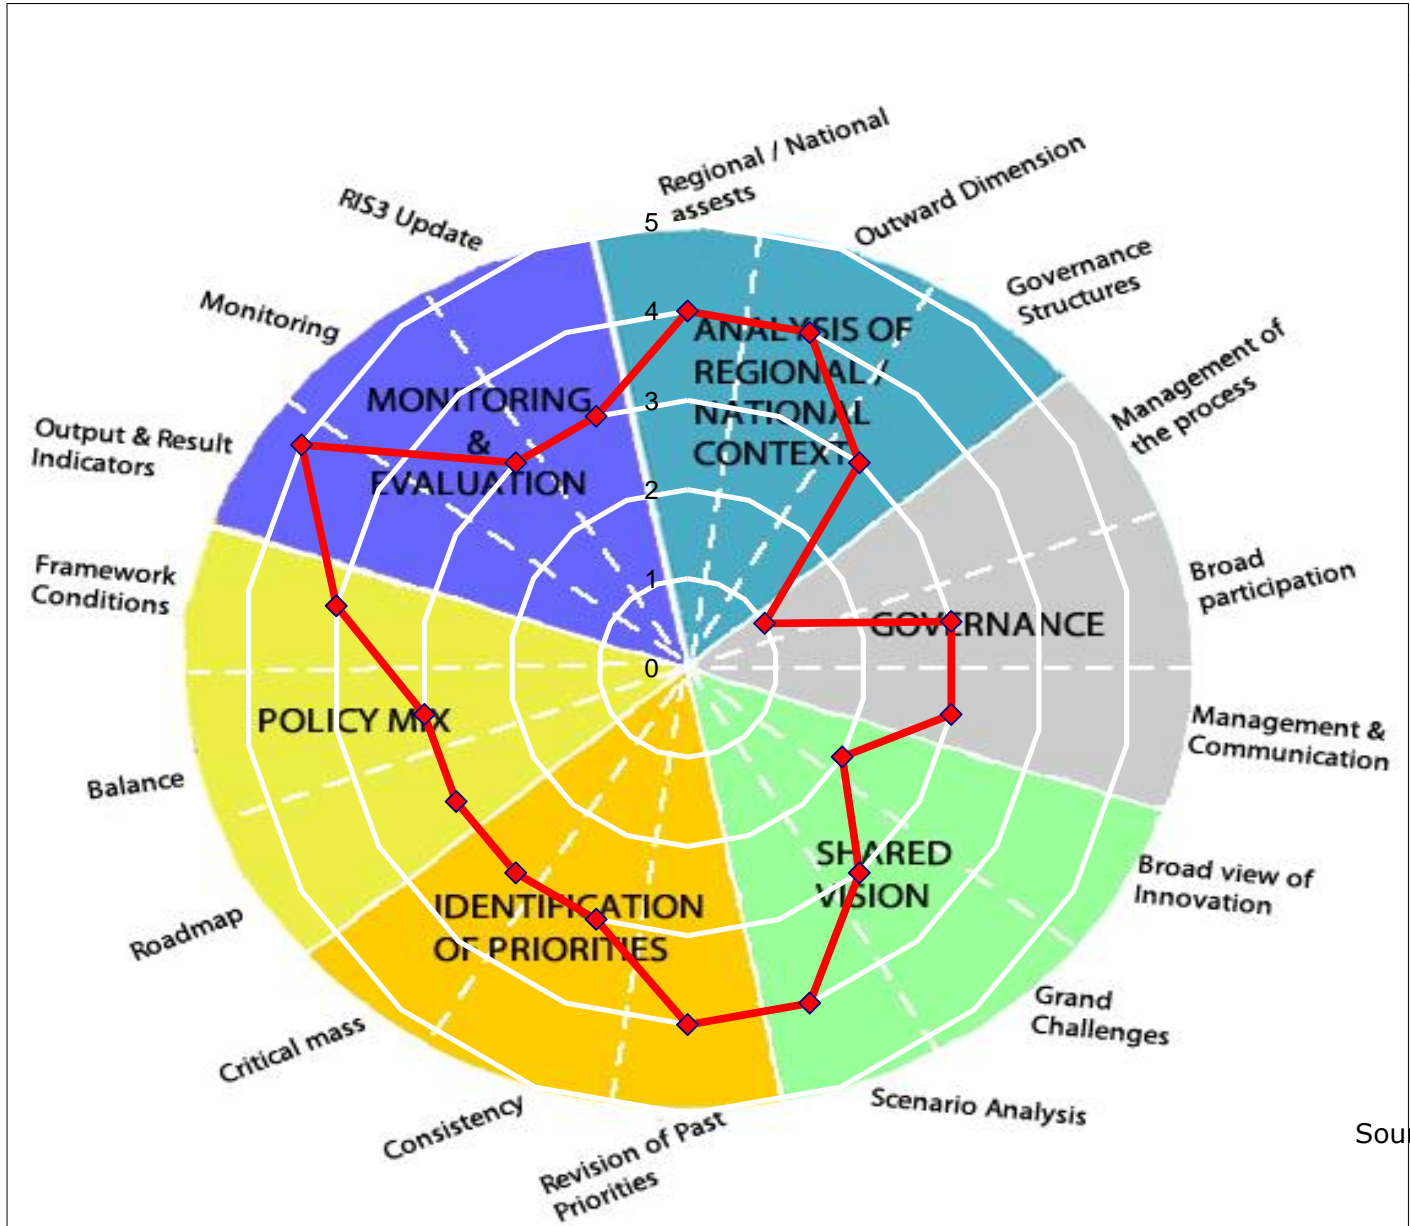 Regional / National
assests
Outward Dimension
Governance
Structures
Management of
the process
Broad
participation
Management &
Communication
Broad view of
Innovation
Grand
Challenges
Scenario Analysis
Revision of Past
Priorities
Consistency
Critical mass
Roadmap
Balance
Framework
Conditions
Output & Result
Indicators
Monitoring
RIS3 Update
5
4
3
2
1
0
ANALYSIS OF
REGIONAL /
NATIONAL
CONTEXT
GOVERNANCE
SHARED
VISION
IDENTIFICATION
OF PRIORITIES
POLICY MIX
MONITORING
&
EVALUATION